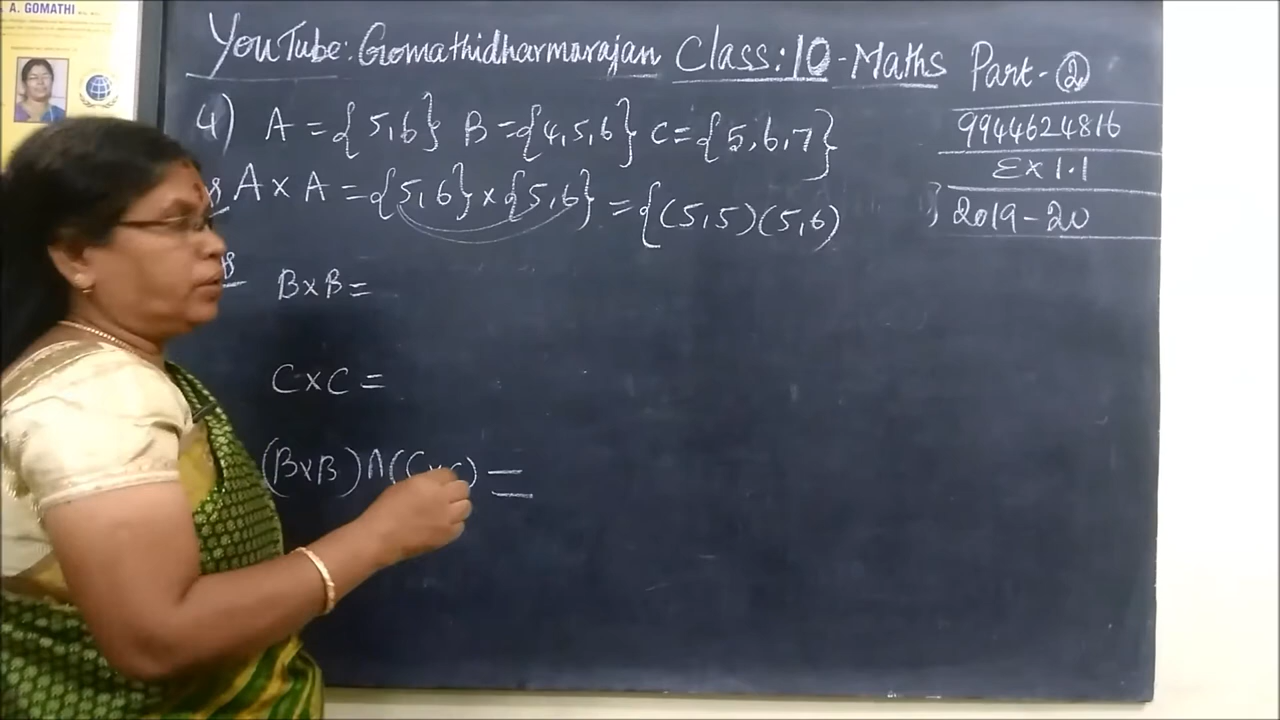 A. GOMATHI
YouTube: Gomathidharmarajan Class: 10 - Maths Part - 2
9944624816
Ex 1.1
2019 - 20
4) A = {5,6} B = {4,5,6} C = {5,6,7}
A × A = {5,6} × {5,6} = {(5,5)(5,6) }
B×B =
C×C =
(B×B) ∩ (C×C) =